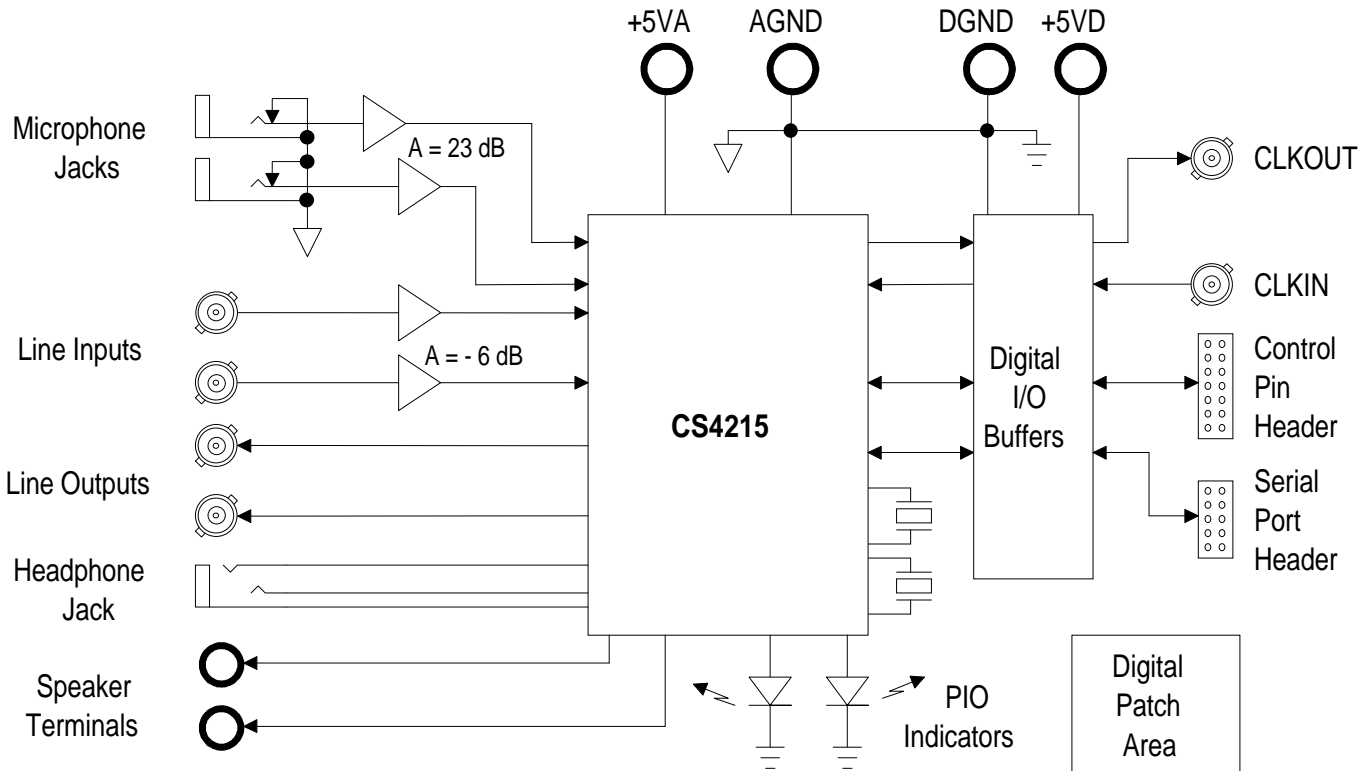 +5VA
AGND
DGND
+5VD
Microphone
Jacks
A = 23 dB
CLKOUT
CLKIN
Line Inputs
A = - 6 dB
CS4215
Digital
I/O
Buffers
Control
Pin
Header
Line Outputs
Serial
Port
Header
Headphone
Jack
Speaker
Terminals
PIO
Indicators
Digital
Patch
Area